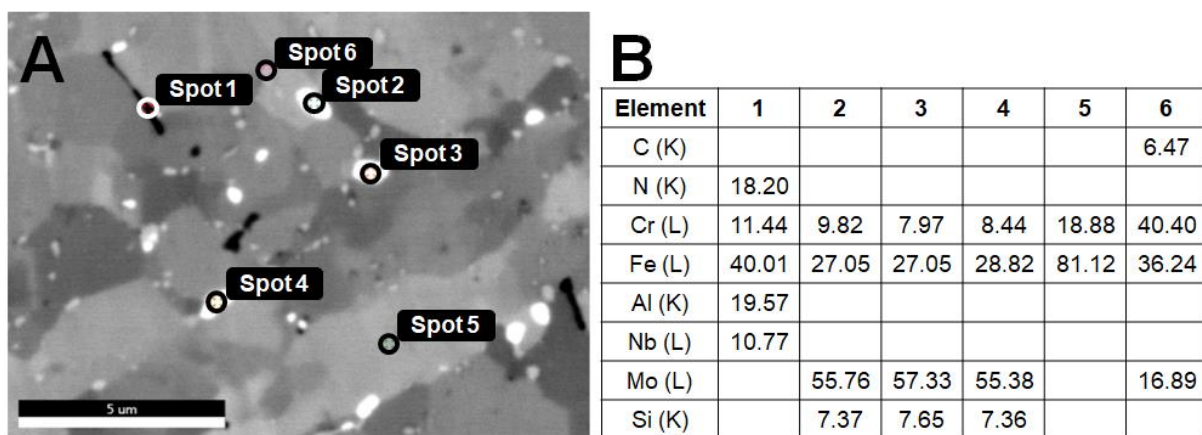 A
Spot 6
Spot 1
Spot 2
Spot 3
Spot 4
Spot 5
5 um
B
Element 1 2 3 4 5 6
C (K) 6.47
N (K) 18.20
Cr (L) 11.44 9.82 7.97 8.44 18.88 40.40
Fe (L) 40.01 27.05 27.05 28.82 81.12 36.24
Al (K) 19.57
Nb (L) 10.77
Mo (L) 55.76 57.33 55.38 16.89
Si (K) 7.37 7.65 7.36